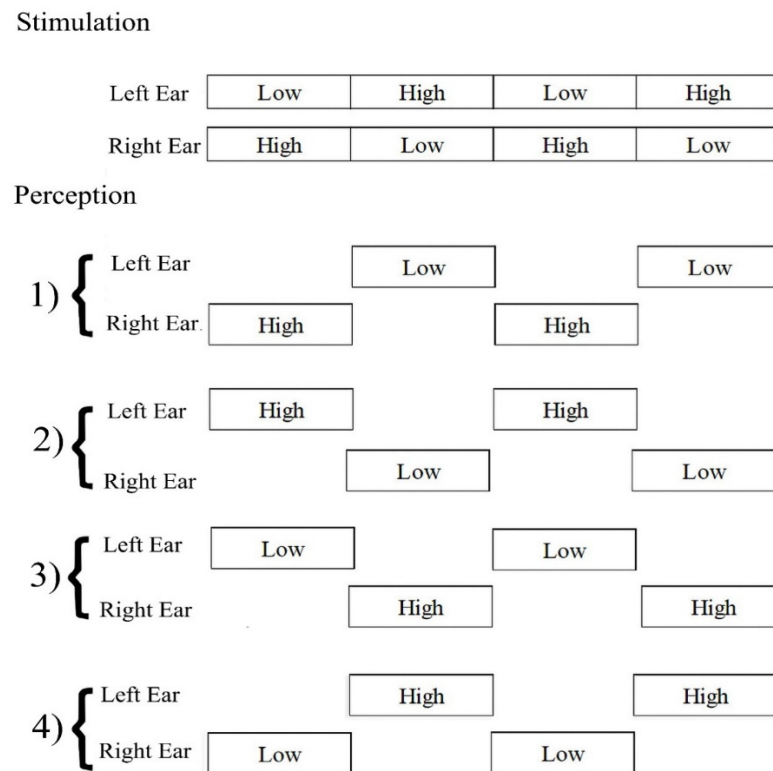 Stimulation
Left Ear Low High Low High
Right Ear High Low High Low
Perception
1) { Left Ear Low Low
Right Ear. High High
2) { Left Ear High High
Right Ear Low Low
3) { Left Ear Low Low
Right Ear High High
4) { Left Ear High High
Right Ear Low Low